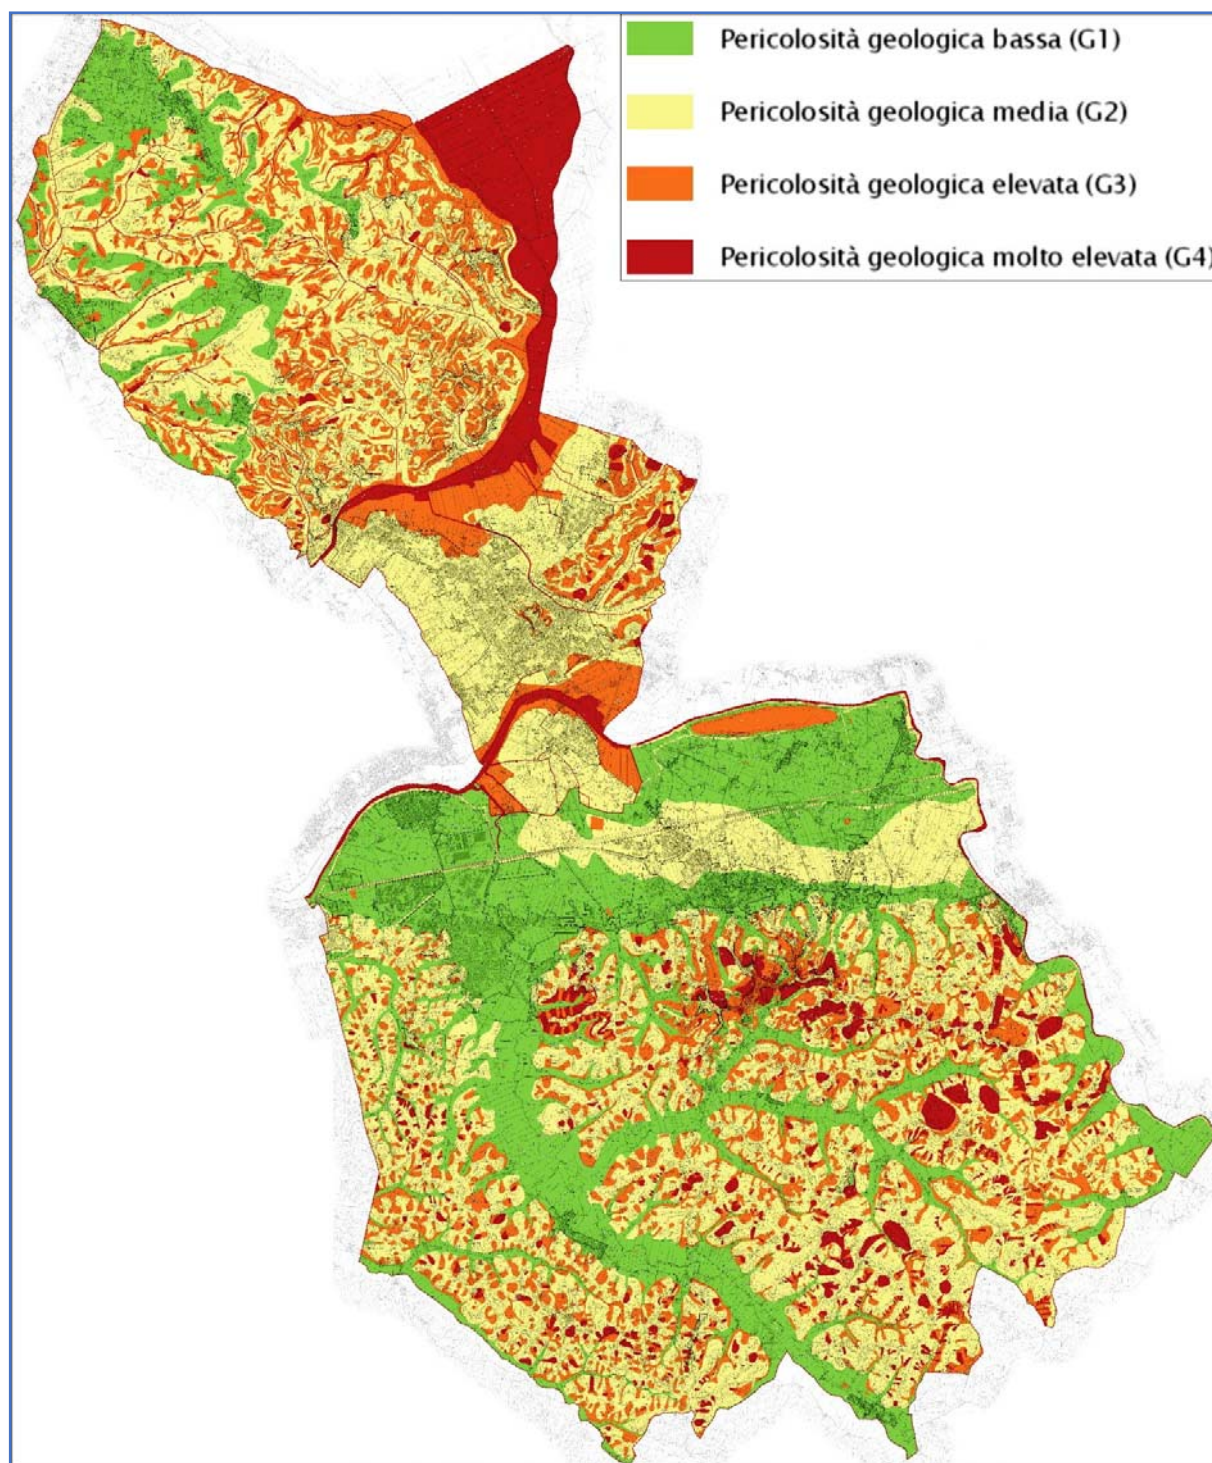 Pericolosità geologica bassa (G1)
Pericolosità geologica media (G2)
Pericolosità geologica elevata (G3)
Pericolosità geologica molto elevata (G4)